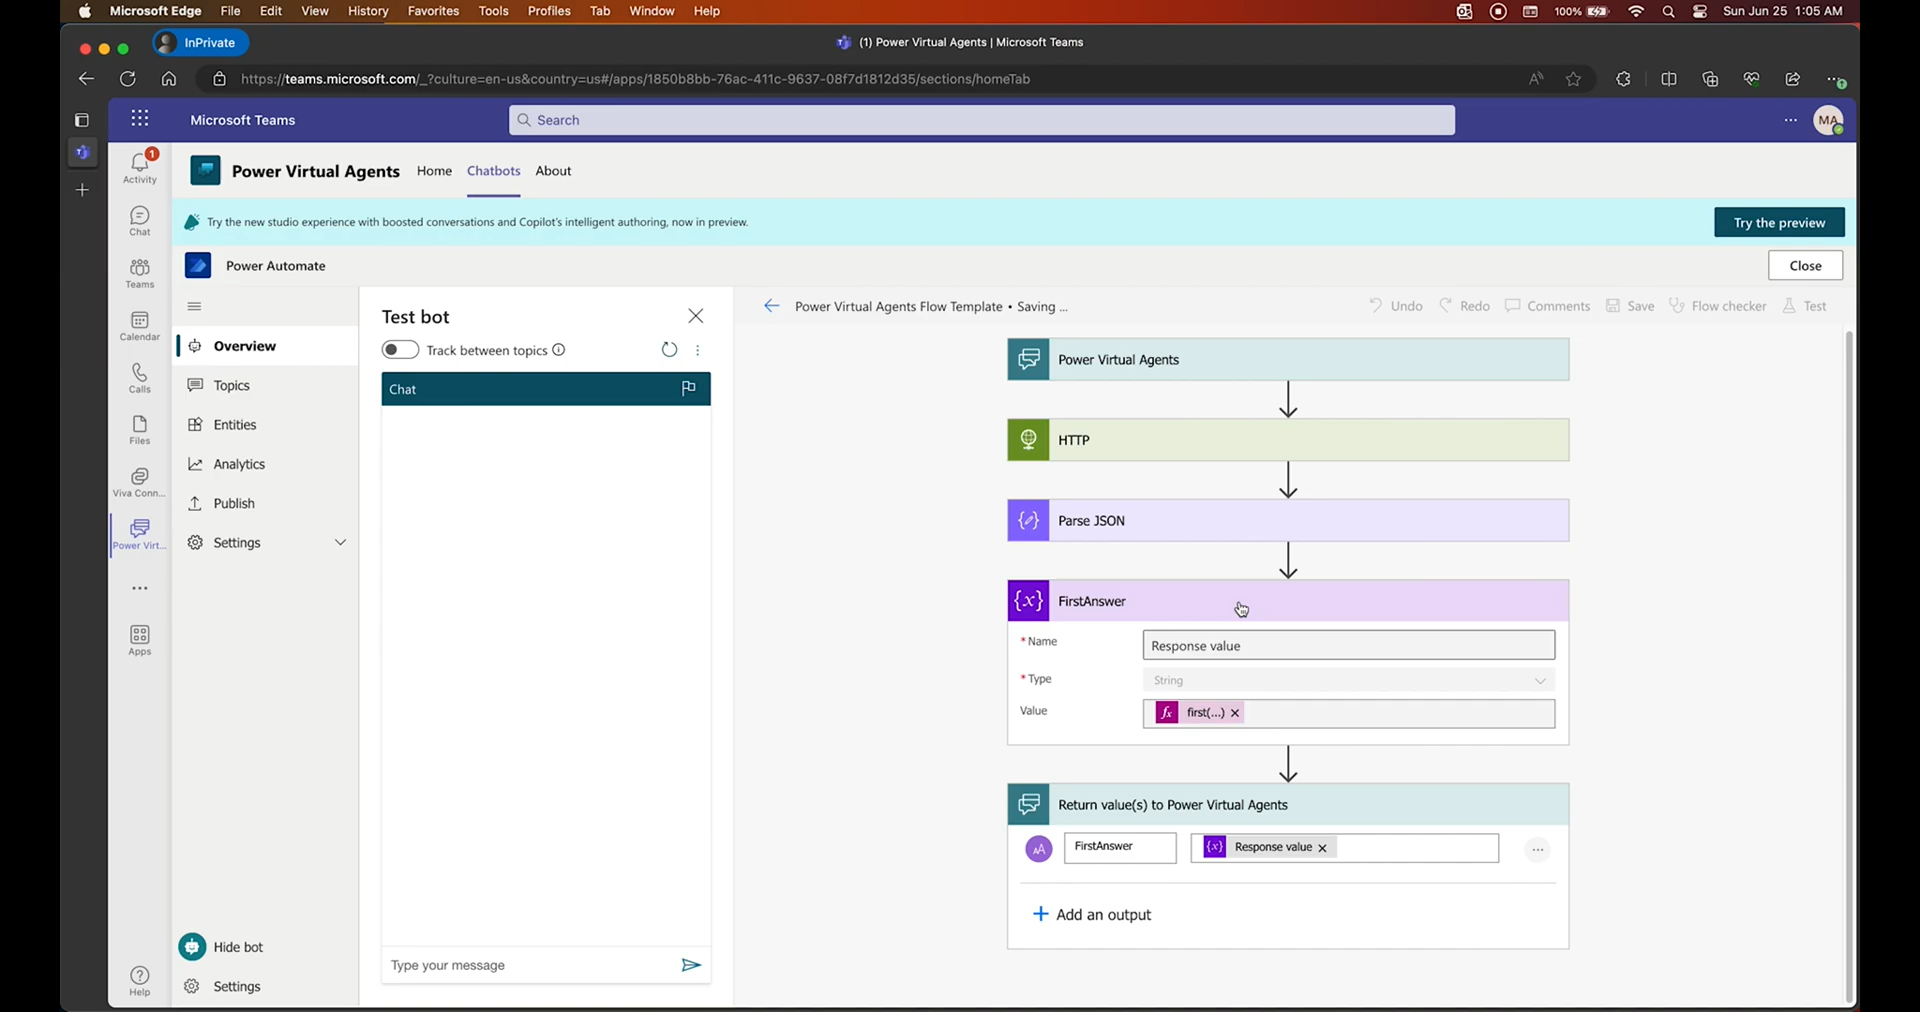 Microsoft Edge File Edit View History Favorites Tools Profiles Tab Window Help 100% Sun Jun 25 1:05 AM
InPrivate
(1) Power Virtual Agents | Microsoft Teams
https://teams.microsoft.com/_?culture=en-us&country=us#/apps/1850b8bb-76ac-411c-9637-08f7d1812d35/sections/homeTab
Microsoft Teams
Search
MA
1
Activity
Chat
Teams
Calendar
Calls
Files
Viva Conn...
Power Virt...
Apps
Help
Power Virtual Agents Home Chatbots About
Try the new studio experience with boosted conversations and Copilot's intelligent authoring, now in preview.
Try the preview
Power Automate
Close
Overview
Topics
Entities
Analytics
Publish
Settings
Hide bot
Settings
Test bot
Track between topics
Chat
Type your message
Power Virtual Agents Flow Template • Saving ...
Undo Redo Comments Save Flow checker Test
Power Virtual Agents
HTTP
Parse JSON
{x} FirstAnswer
* Name Response value
* Type String
Value fx first(...) ×
Return value(s) to Power Virtual Agents
AA FirstAnswer {x} Response value × ...
+ Add an output